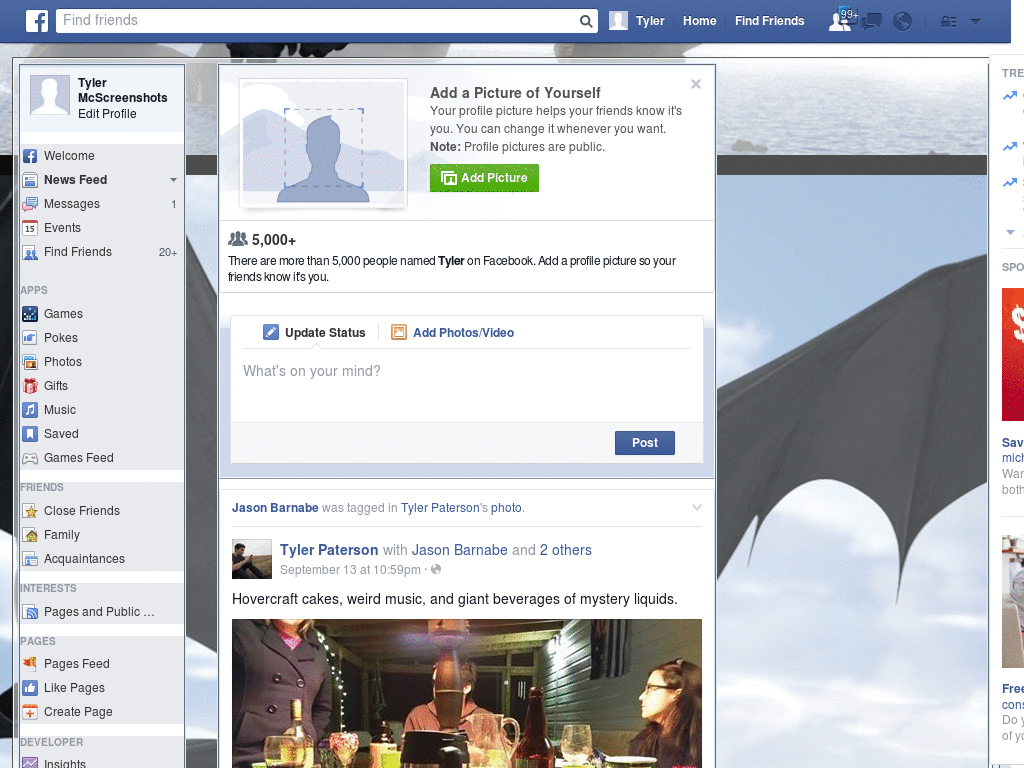 Find friends
Tyler
Home
Find Friends
99+
Tyler
McScreenshots
Edit Profile
Welcome
News Feed
Messages 1
15 Events
Find Friends 20+
APPS
Games
Pokes
Photos
Gifts
Music
Saved
Games Feed
FRIENDS
Close Friends
Family
Acquaintances
INTERESTS
Pages and Public ...
PAGES
Pages Feed
Like Pages
Create Page
DEVELOPER
Insights
Add a Picture of Yourself
Your profile picture helps your friends know it's
you. You can change it whenever you want.
Note: Profile pictures are public.
Add Picture
5,000+
There are more than 5,000 people named Tyler on Facebook. Add a profile picture so your
friends know it's you.
Update Status
Add Photos/Video
What's on your mind?
Post
Jason Barnabe was tagged in Tyler Paterson's photo.
Tyler Paterson with Jason Barnabe and 2 others
September 13 at 10:59pm ·
Hovercraft cakes, weird music, and giant beverages of mystery liquids.
TRE
SPO
$
Sav
mich
War
both
Free
cons
Do y
of yo